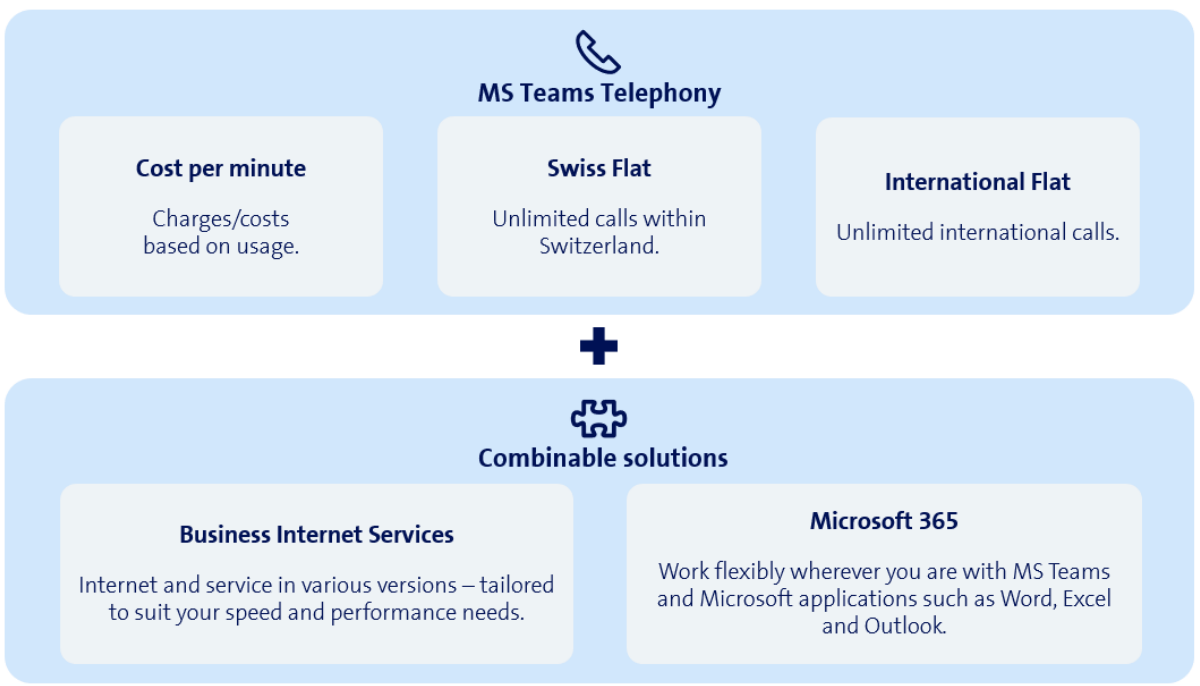 MS Teams Telephony
Cost per minute
Charges/costs
based on usage.
Swiss Flat
Unlimited calls within
Switzerland.
International Flat
Unlimited international calls.
Combinable solutions
Business Internet Services
Internet and service in various versions – tailored
to suit your speed and performance needs.
Microsoft 365
Work flexibly wherever you are with MS Teams
and Microsoft applications such as Word, Excel
and Outlook.